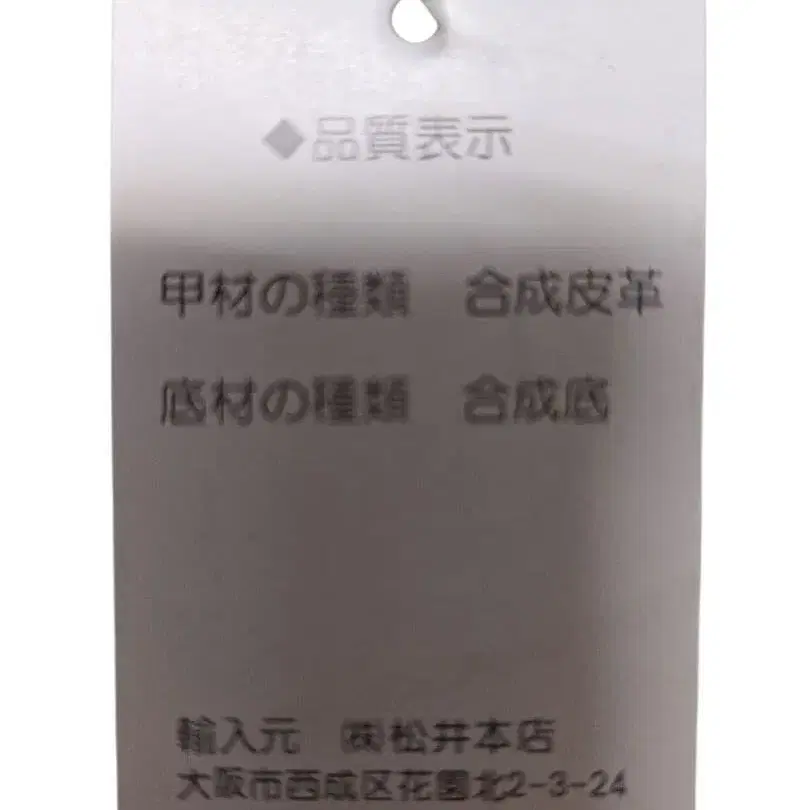 ◆品質表示
甲材の種類　合成皮革
底材の種類　合成底
輸入元　㈱松井本店
大阪市西成区花園北2-3-24